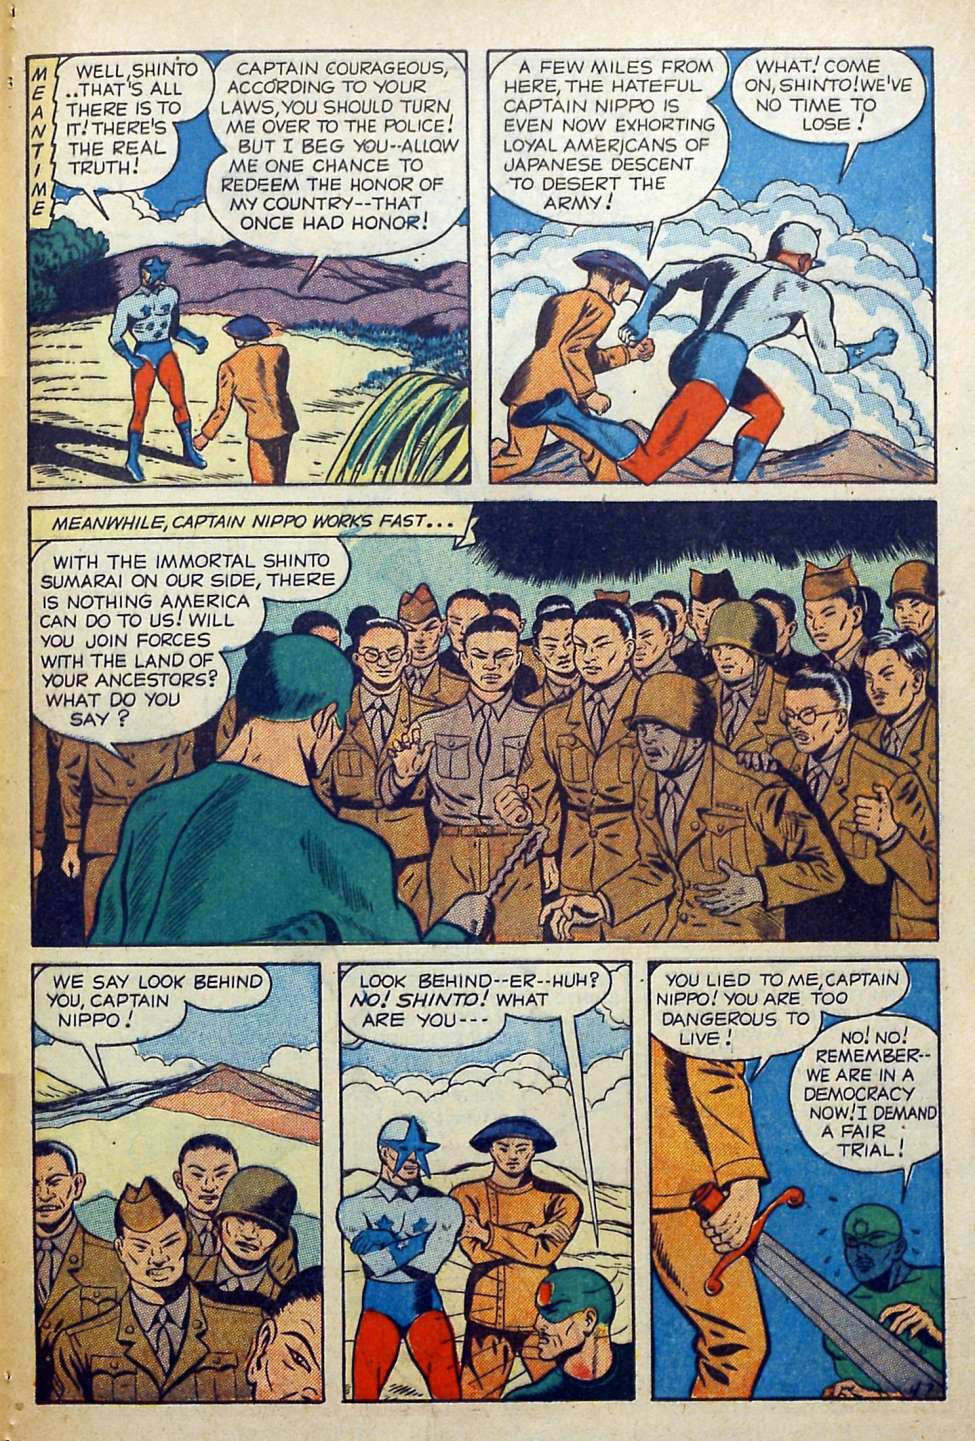 MEANTIME
WELL, SHINTO
..THAT'S ALL
THERE IS TO
IT! THERE'S
THE REAL
TRUTH!
CAPTAIN COURAGEOUS,
ACCORDING TO YOUR
LAWS, YOU SHOULD TURN
ME OVER TO THE POLICE!
BUT I BEG YOU--ALLOW
ME ONE CHANCE TO
REDEEM THE HONOR OF
MY COUNTRY--THAT
ONCE HAD HONOR!
A FEW MILES FROM
HERE, THE HATEFUL
CAPTAIN NIPPO IS
EVEN NOW EXHORTING
LOYAL AMERICANS OF
JAPANESE DESCENT
TO DESERT THE
ARMY!
WHAT! COME
ON, SHINTO! WE'VE
NO TIME TO
LOSE!
MEANWHILE, CAPTAIN NIPPO WORKS FAST...
WITH THE IMMORTAL SHINTO
SUMARAI ON OUR SIDE, THERE
IS NOTHING AMERICA
CAN DO TO US! WILL
YOU JOIN FORCES
WITH THE LAND OF
YOUR ANCESTORS?
WHAT DO YOU
SAY?
WE SAY LOOK BEHIND
YOU, CAPTAIN
NIPPO!
LOOK BEHIND--ER--HUH?
NO! SHINTO! WHAT
ARE YOU---
YOU LIED TO ME, CAPTAIN
NIPPO! YOU ARE TOO
DANGEROUS TO
LIVE!
NO! NO!
REMEMBER--
WE ARE IN A
DEMOCRACY
NOW! I DEMAND
A FAIR
TRIAL!